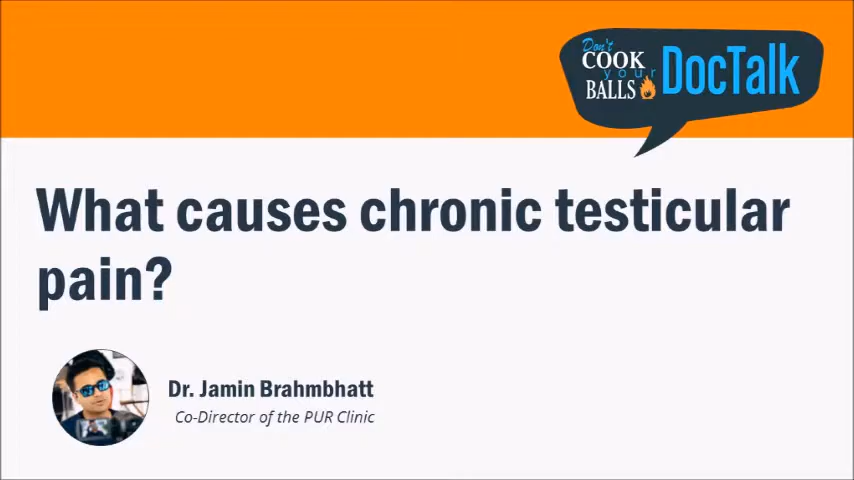 Don't
COOK
your
BALLS
DocTalk
What causes chronic testicular
pain?
Dr. Jamin Brahmbhatt
Co-Director of the PUR Clinic